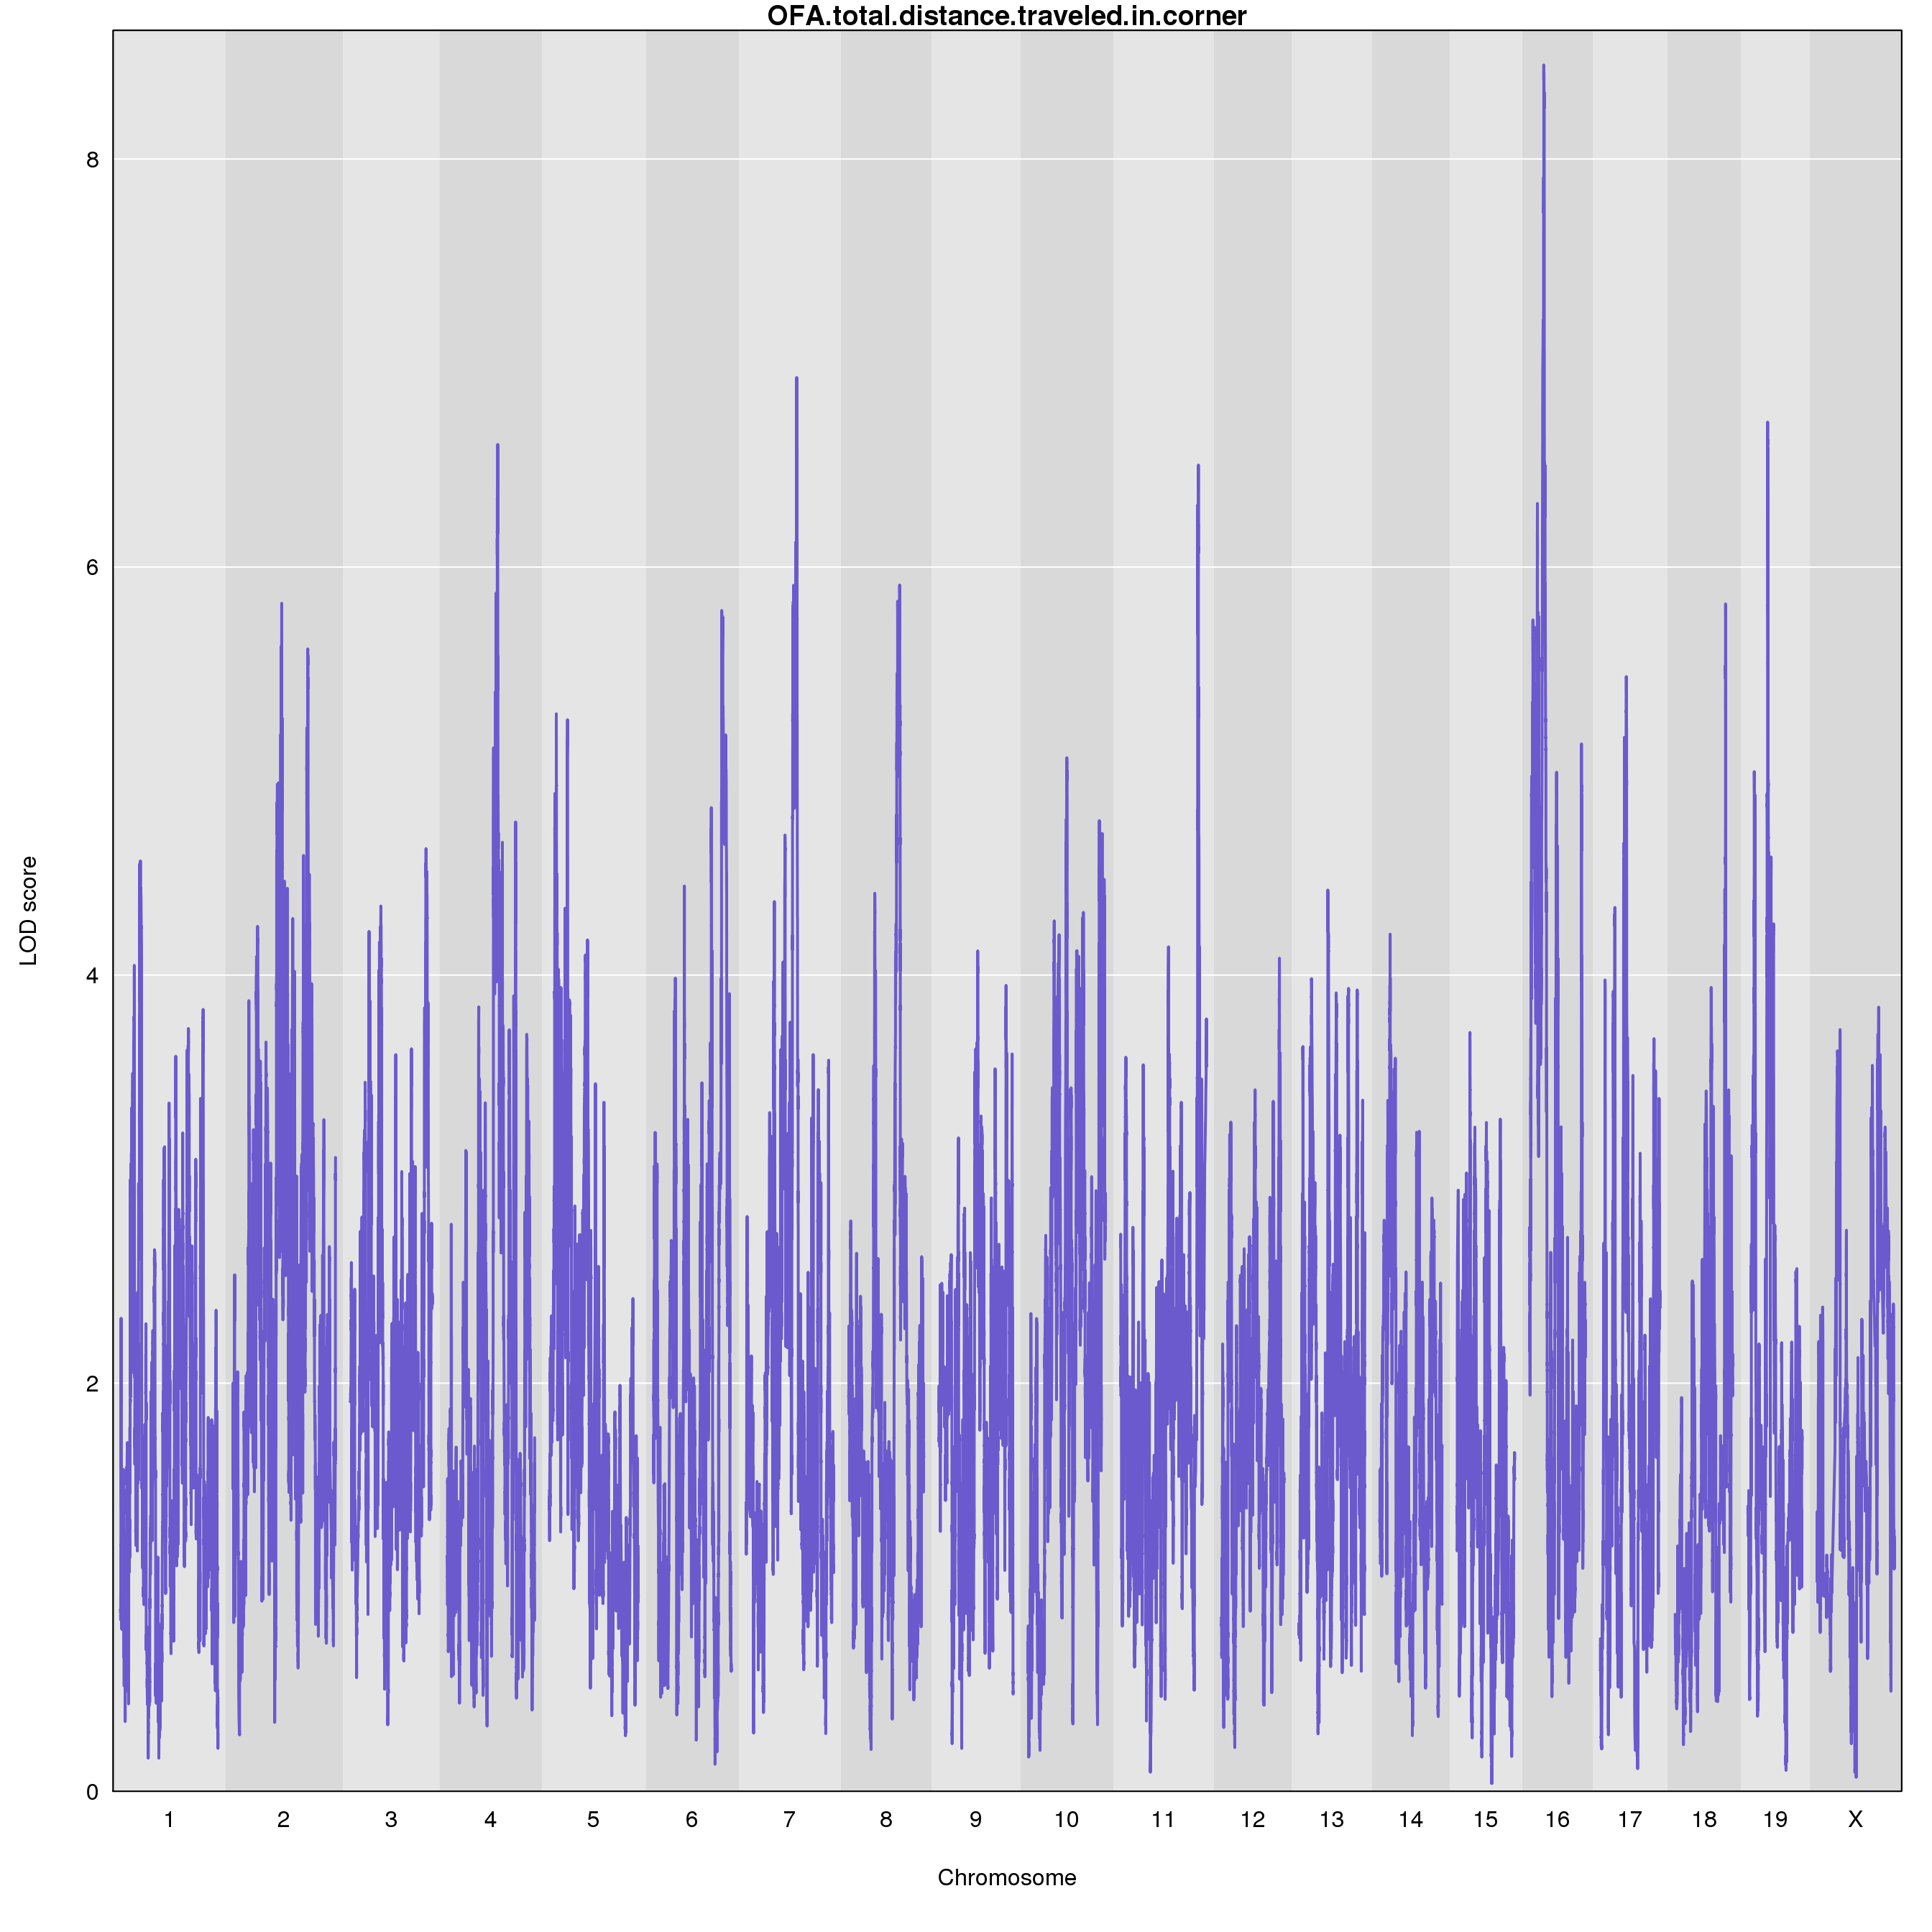 OFA.total.distance.traveled.in.corner
8
6
4
2
0
LOD score
1 2 3 4 5 6 7 8 9 10 11 12 13 14 15 16 17 18 19 X
Chromosome